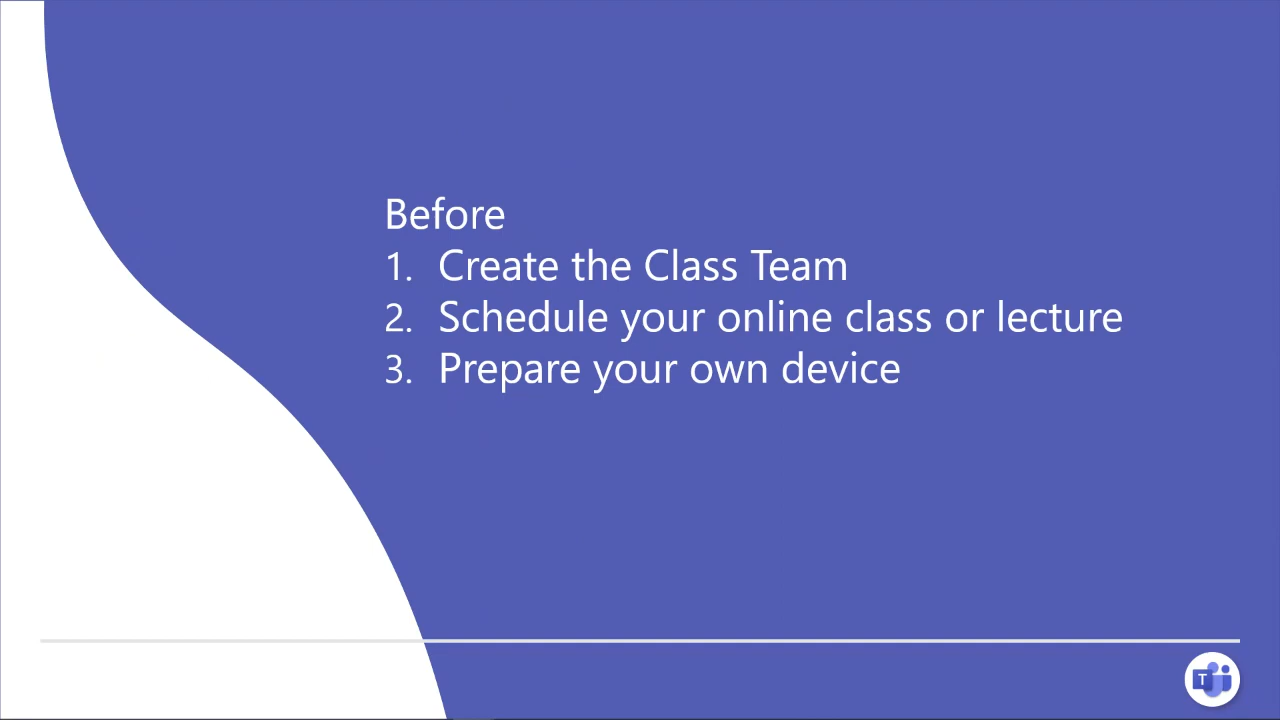 Before
1. Create the Class Team
2. Schedule your online class or lecture
3. Prepare your own device
T